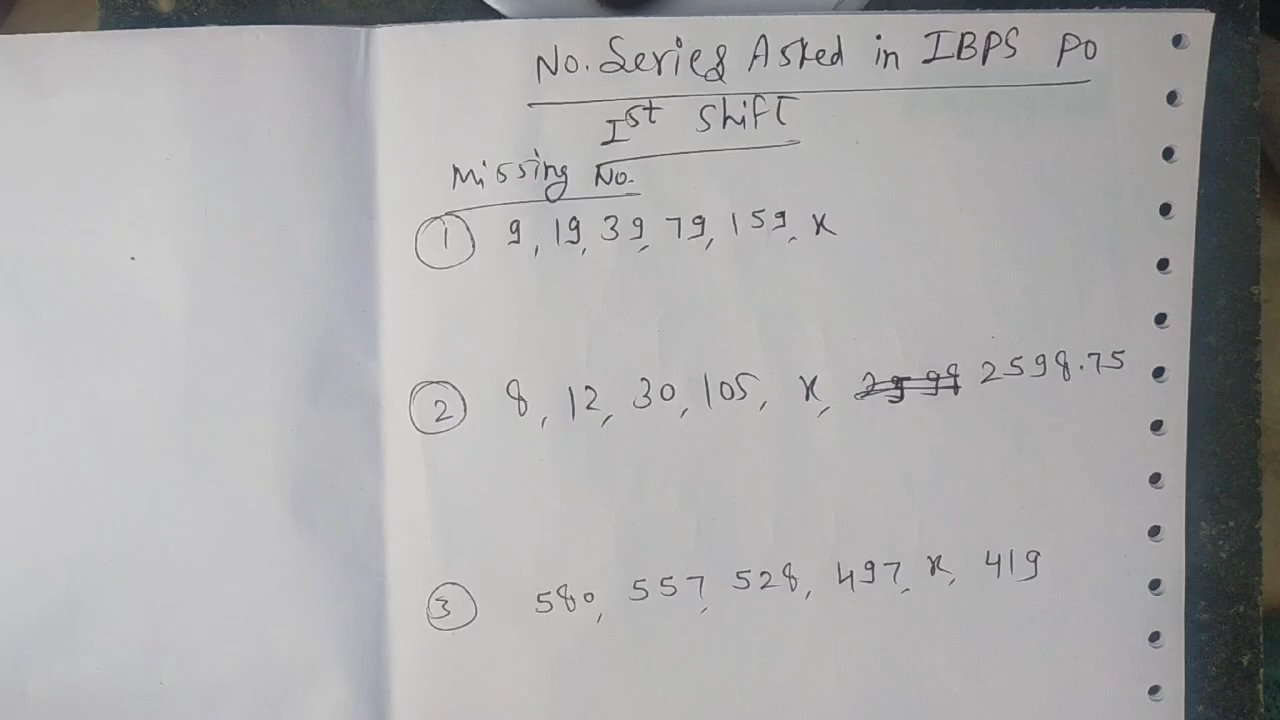 No. Series Asked in IBPS PO
Ist Shift
Missing No.
1 9, 19, 39, 79, 159, x
2 8, 12, 30, 105, x, 2598.75
3 580, 557, 528, 497, x, 419